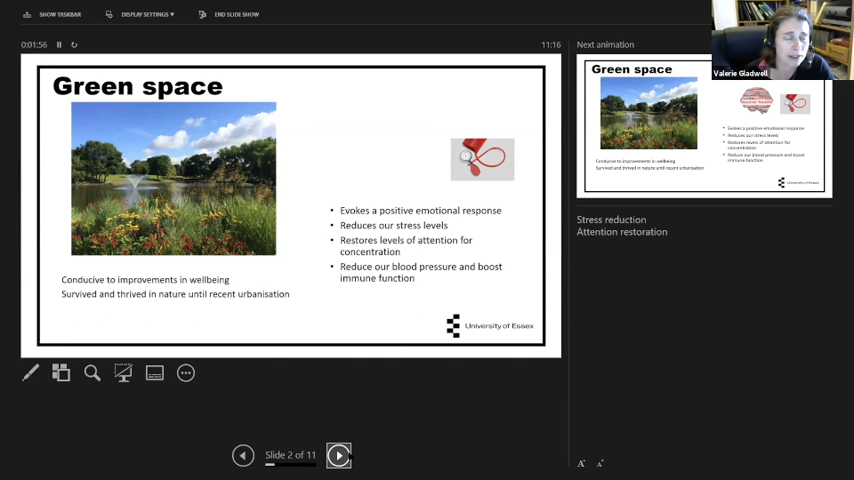 SHOW TASKBAR
DISPLAY SETTINGS ▼
END SLIDE SHOW
0:01:56
11:16
Next animation
Valerie Gladwell
Green space
Evokes a positive emotional response
Reduces our stress levels
Restores levels of attention for
concentration
Reduce our blood pressure and boost
immune function
Conducive to improvements in wellbeing
Survived and thrived in nature until recent urbanisation
University of Essex
Green space
Evokes a positive emotional response
Reduces our stress levels
Restores levels of attention for
concentration
Reduce our blood pressure and boost
immune function
Conducive to improvements in wellbeing
Survived and thrived in nature until recent urbanisation
University of Essex
Stress reduction
Attention restoration
Slide 2 of 11
A A